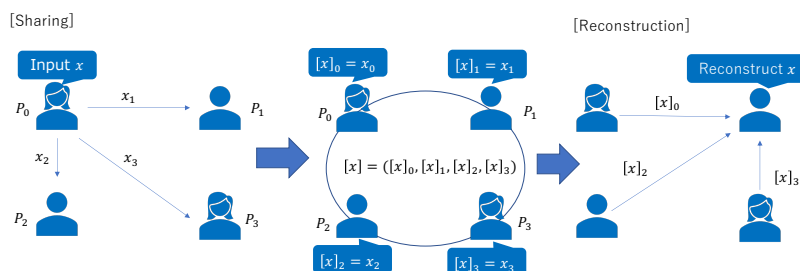 [Sharing]
Input x
P₀
x₁
P₁
x₂
x₃
P₂
P₃
[x]₀ = x₀
[x]₁ = x₁
P₀
P₁
[x] = ([x]₀, [x]₁, [x]₂, [x]₃)
P₂
P₃
[x]₂ = x₂
[x]₃ = x₃
[Reconstruction]
Reconstruct x
[x]₀
[x]₂
[x]₃